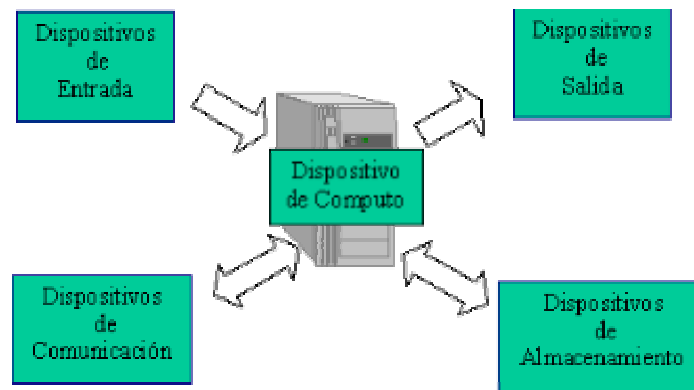 Dispositivos
de
Entrada
Dispositivos
de
Salida
Dispositivo
de Computo
Dispositivos
de
Comunicación
Dispositivos
de
Almacenamiento